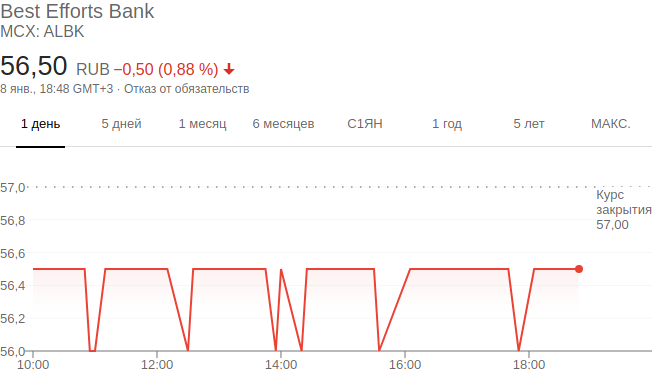 Best Efforts Bank
MCX: ALBK
56,50 RUB −0,50 (0,88 %)
8 янв., 18:48 GMT+3 · Отказ от обязательств
1 день 5 дней 1 месяц 6 месяцев С1ЯН 1 год 5 лет МАКС.
57,0
Курс
закрытия
57,00
56,8
56,6
56,4
56,2
56,0
10:00 12:00 14:00 16:00 18:00